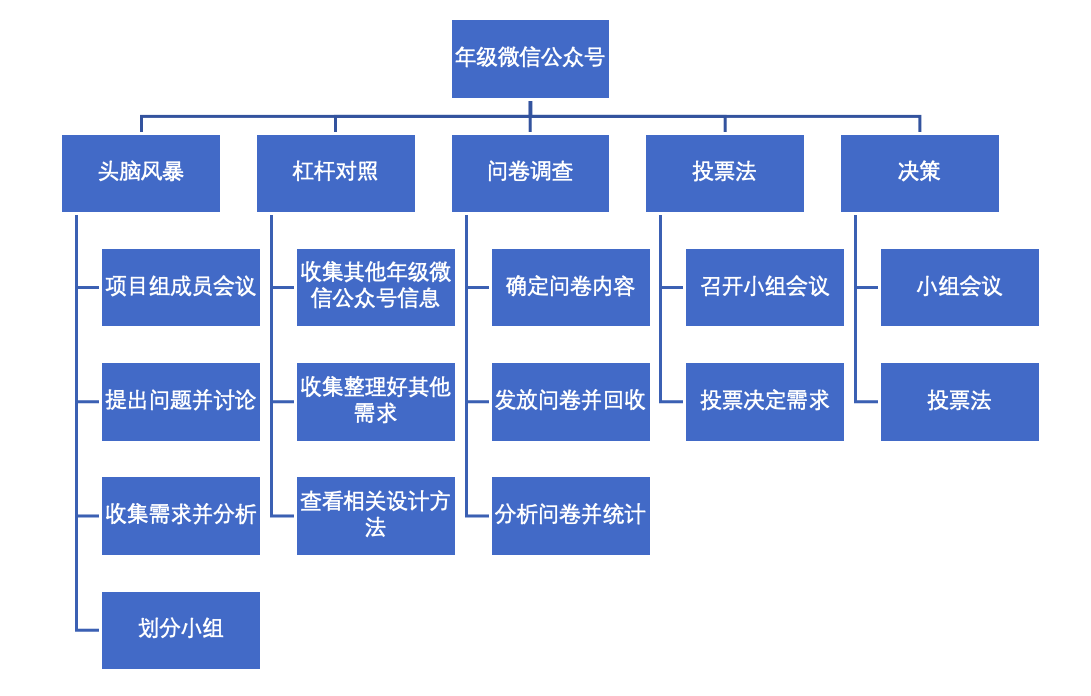 年级微信公众号
头脑风暴
杠杆对照
问卷调查
投票法
决策
项目组成员会议
提出问题并讨论
收集需求并分析
划分小组
收集其他年级微
信公众号信息
收集整理好其他
需求
查看相关设计方
法
确定问卷内容
发放问卷并回收
分析问卷并统计
召开小组会议
投票决定需求
小组会议
投票法